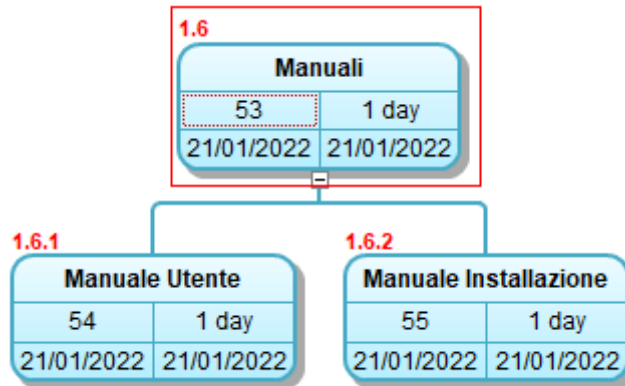 1.6
Manuali
53 1 day
21/01/2022 21/01/2022
1.6.1 1.6.2
Manuale Utente Manuale Installazione
54 1 day 55 1 day
21/01/2022 21/01/2022 21/01/2022 21/01/2022